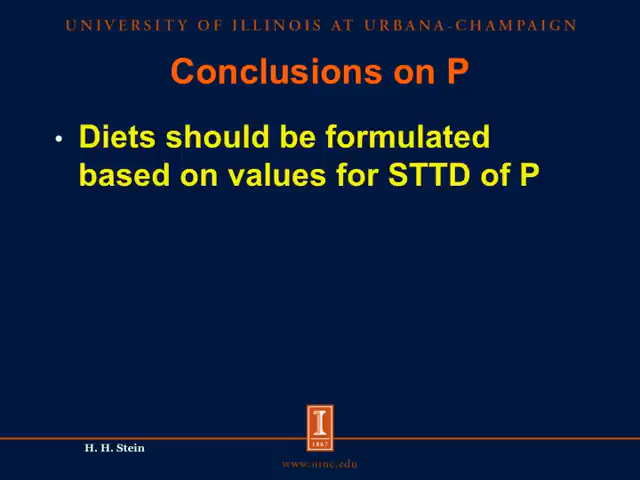 UNIVERSITY OF ILLINOIS AT URBANA-CHAMPAIGN
Conclusions on P
• Diets should be formulated
based on values for STTD of P
I
1867
H. H. Stein
www.uiuc.edu